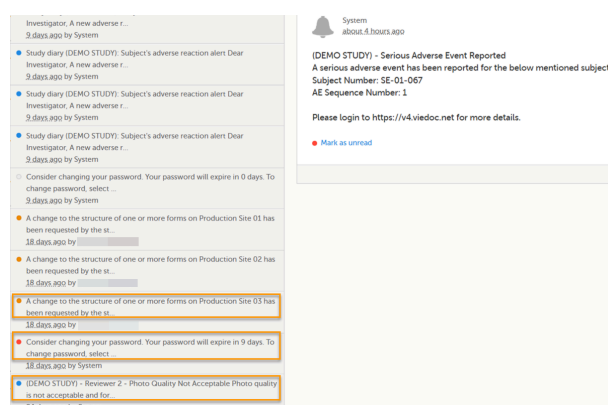 Investigator, A new adverse r...
9 days ago by System
Study diary (DEMO STUDY): Subject's adverse reaction alert Dear
Investigator, A new adverse r...
9 days ago by System
Study diary (DEMO STUDY): Subject's adverse reaction alert Dear
Investigator, A new adverse r...
9 days ago by System
Study diary (DEMO STUDY): Subject's adverse reaction alert Dear
Investigator, A new adverse r...
9 days ago by System
Consider changing your password. Your password will expire in 0 days. To
change password, select ...
9 days ago by System
A change to the structure of one or more forms on Production Site 01 has
been requested by the st...
18 days ago by
A change to the structure of one or more forms on Production Site 02 has
been requested by the st...
18 days ago by
A change to the structure of one or more forms on Production Site 03 has
been requested by the st...
18 days ago by
Consider changing your password. Your password will expire in 9 days. To
change password, select ...
18 days ago by System
(DEMO STUDY) - Reviewer 2 - Photo Quality Not Acceptable Photo quality
is not acceptable and for...
System
about 4 hours ago
(DEMO STUDY) - Serious Adverse Event Reported
A serious adverse event has been reported for the below mentioned subject
Subject Number: SE-01-067
AE Sequence Number: 1
Please login to https://v4.viedoc.net for more details.
Mark as unread